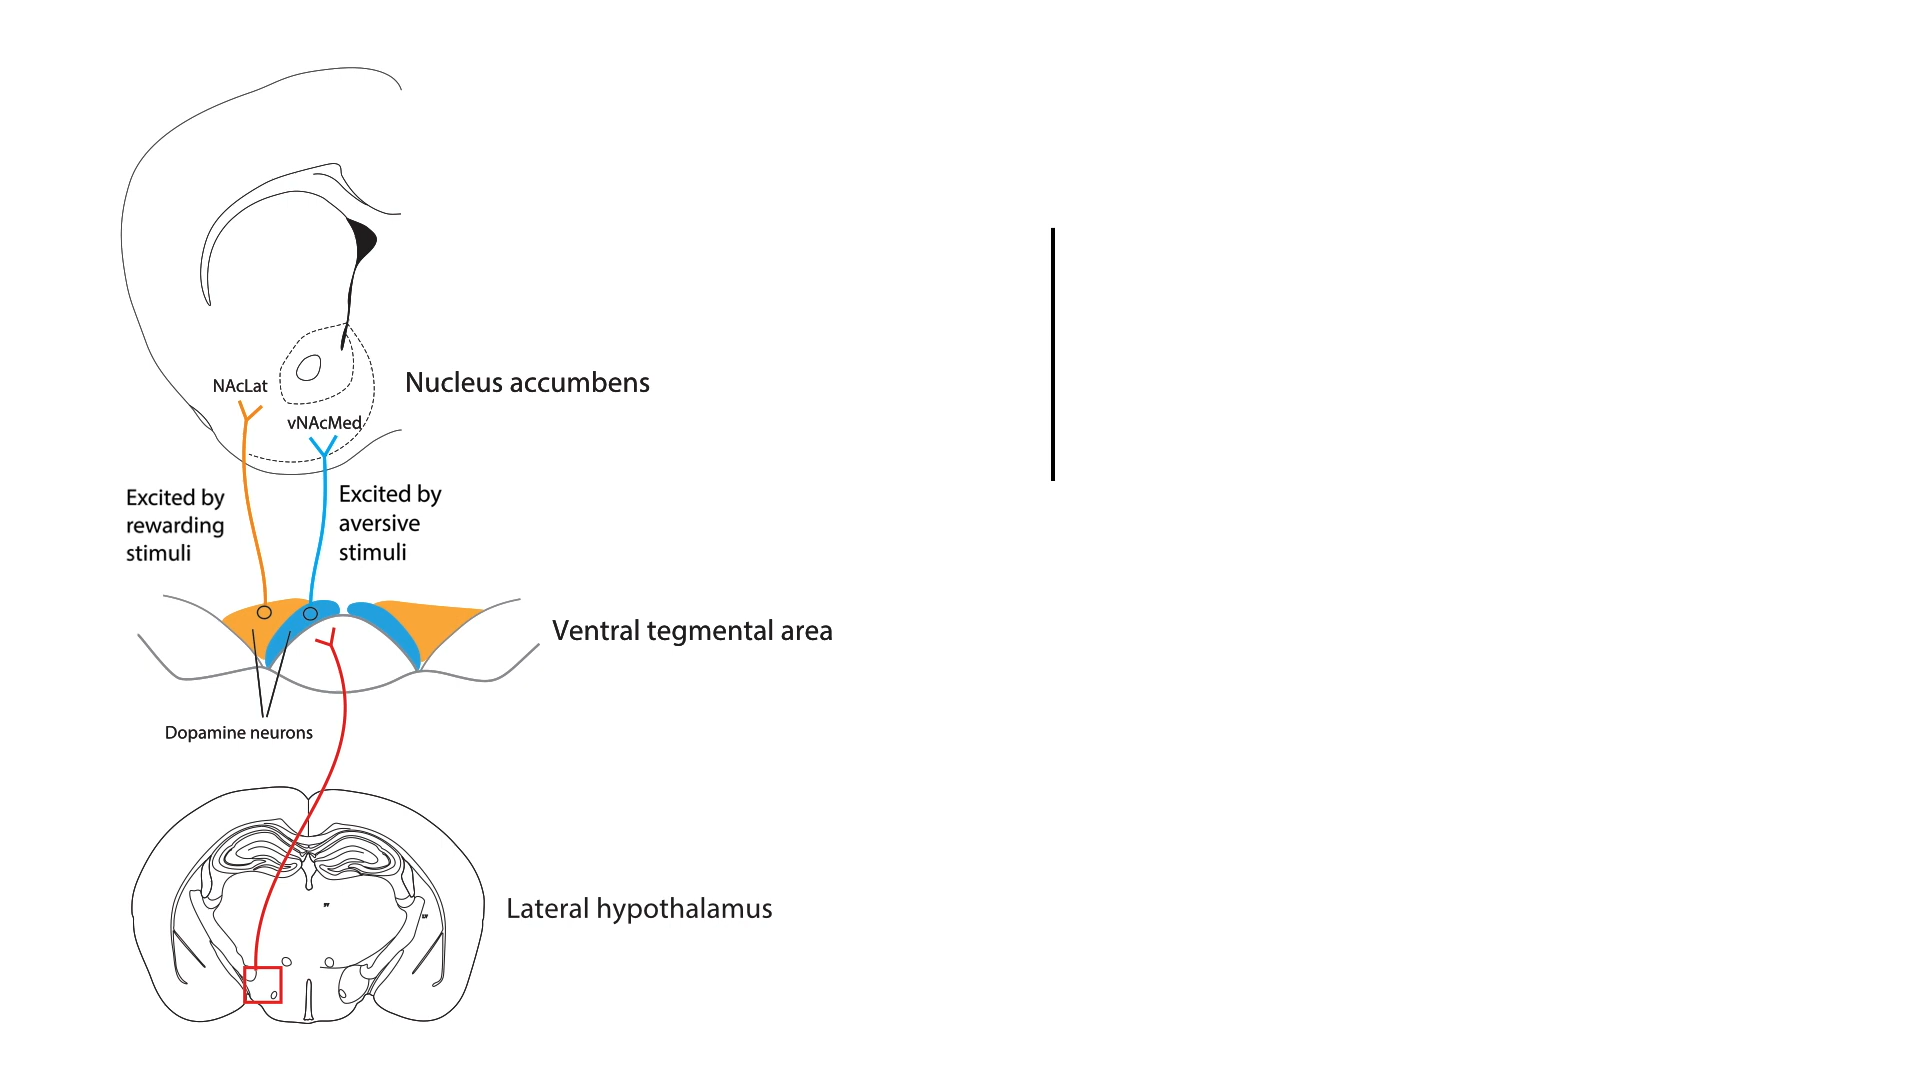 NAcLat
Nucleus accumbens
vNAcMed
Excited by
rewarding
stimuli
Excited by
aversive
stimuli
Ventral tegmental area
Dopamine neurons
Lateral hypothalamus